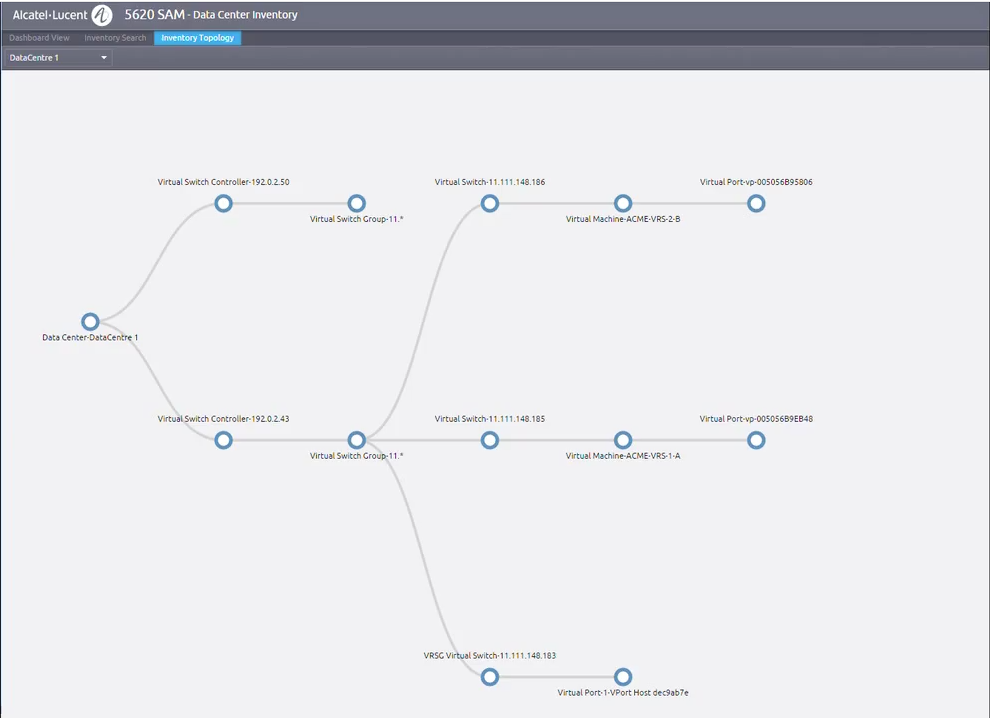 Alcatel·Lucent 5620 SAM - Data Center Inventory
Dashboard View Inventory Search Inventory Topology
DataCentre 1
Virtual Switch Controller-192.0.2.50 Virtual Switch-11.111.148.186 Virtual Port-vp-005056B95806
Virtual Switch Group-11.* Virtual Machine-ACME-VRS-2-B
Data Center-DataCentre 1
Virtual Switch Controller-192.0.2.43 Virtual Switch-11.111.148.185 Virtual Port-vp-005056B9EB48
Virtual Switch Group-11.* Virtual Machine-ACME-VRS-1-A
VRSG Virtual Switch-11.111.148.183
Virtual Port-1-VPort Host dec9ab7e